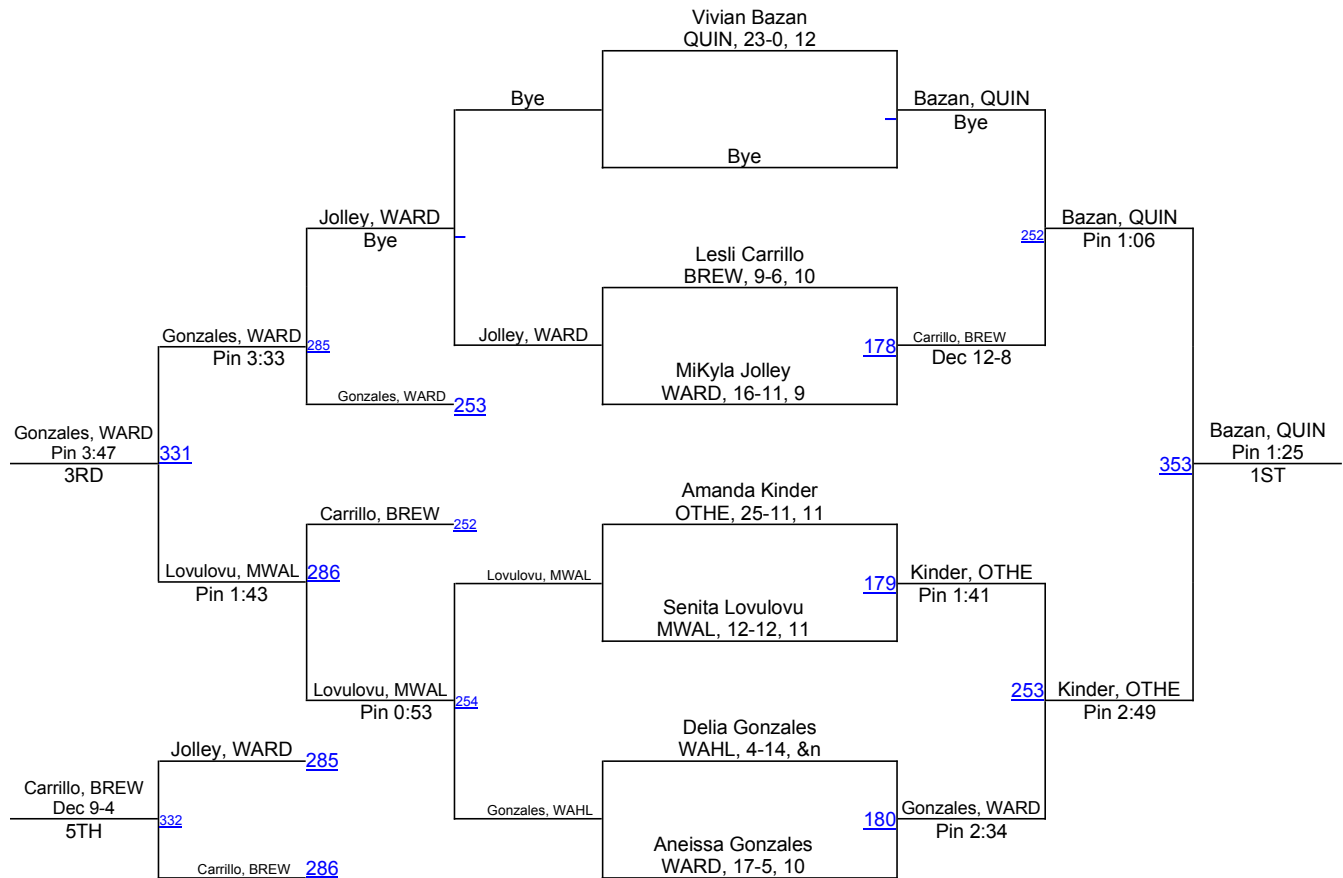 Vivian Bazan
QUIN, 23-0, 12
Bye
Bazan, QUIN
Bye
Bye
Jolley, WARD
Bye
Bazan, QUIN
252
Pin 1:06
Lesli Carrillo
BREW, 9-6, 10
Gonzales, WARD
Pin 3:33
285
Jolley, WARD
178
Carrillo, BREW
Dec 12-8
MiKyla Jolley
WARD, 16-11, 9
Gonzales, WARD
253
Gonzales, WARD
Pin 3:47
3RD
331
Bazan, QUIN
Pin 1:25
1ST
353
Amanda Kinder
OTHE, 25-11, 11
Carrillo, BREW
252
Lovulovu, MWAL
Pin 1:43
286
Lovulovu, MWAL
179
Kinder, OTHE
Pin 1:41
Senita Lovulovu
MWAL, 12-12, 11
Lovulovu, MWAL
Pin 0:53
254
253
Kinder, OTHE
Pin 2:49
Delia Gonzales
WAHL, 4-14, &n
Jolley, WARD
285
Carrillo, BREW
Dec 9-4
5TH
332
Gonzales, WAHL
180
Gonzales, WARD
Pin 2:34
Aneissa Gonzales
WARD, 17-5, 10
Carrillo, BREW
286